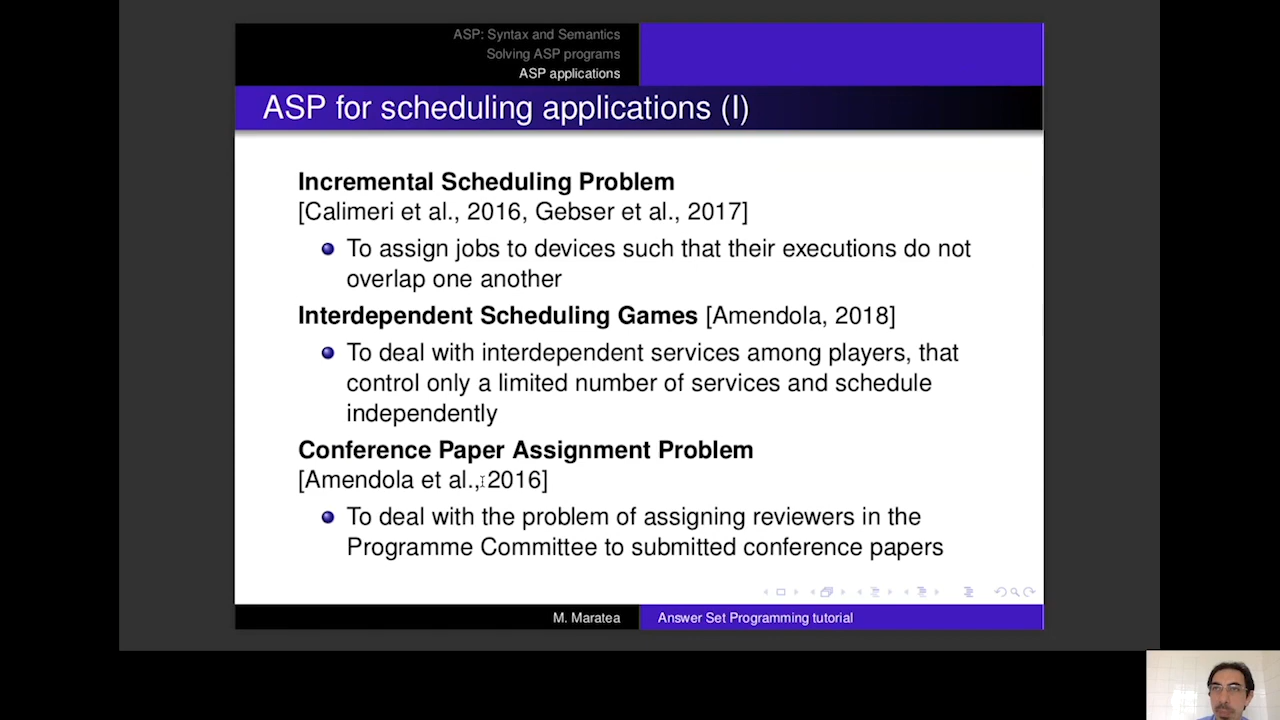 ASP: Syntax and Semantics
Solving ASP programs
ASP applications
ASP for scheduling applications (I)
Incremental Scheduling Problem
[Calimeri et al., 2016, Gebser et al., 2017]
To assign jobs to devices such that their executions do not
overlap one another
Interdependent Scheduling Games [Amendola, 2018]
To deal with interdependent services among players, that
control only a limited number of services and schedule
independently
Conference Paper Assignment Problem
[Amendola et al., 2016]
To deal with the problem of assigning reviewers in the
Programme Committee to submitted conference papers
M. Maratea
Answer Set Programming tutorial